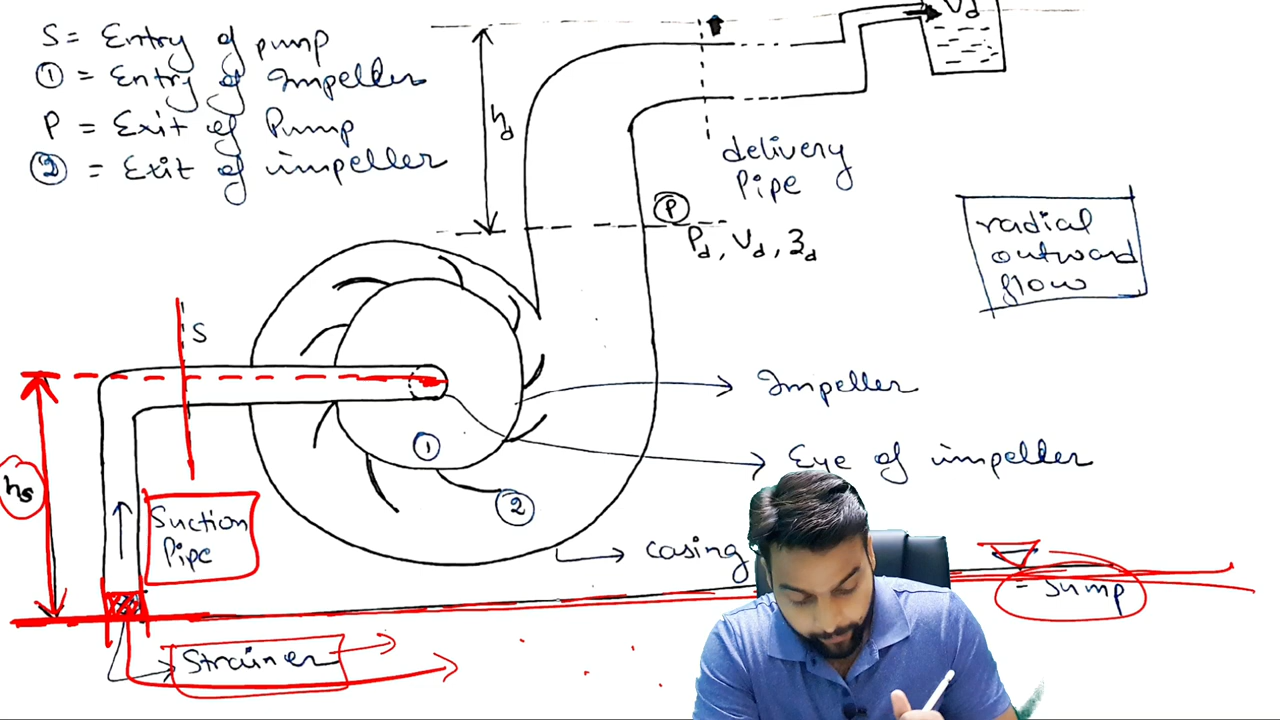 S = Entry of pump
① = Entry of Impeller
P = Exit of Pump
② = Exit of impeller
Vd
hd
delivery
Pipe
P
Pd, Vd, Zd
radial
outward
flow
S
Impeller
①
Eye of impeller
hs
②
Suction
Pipe
casing
sump
Strainer